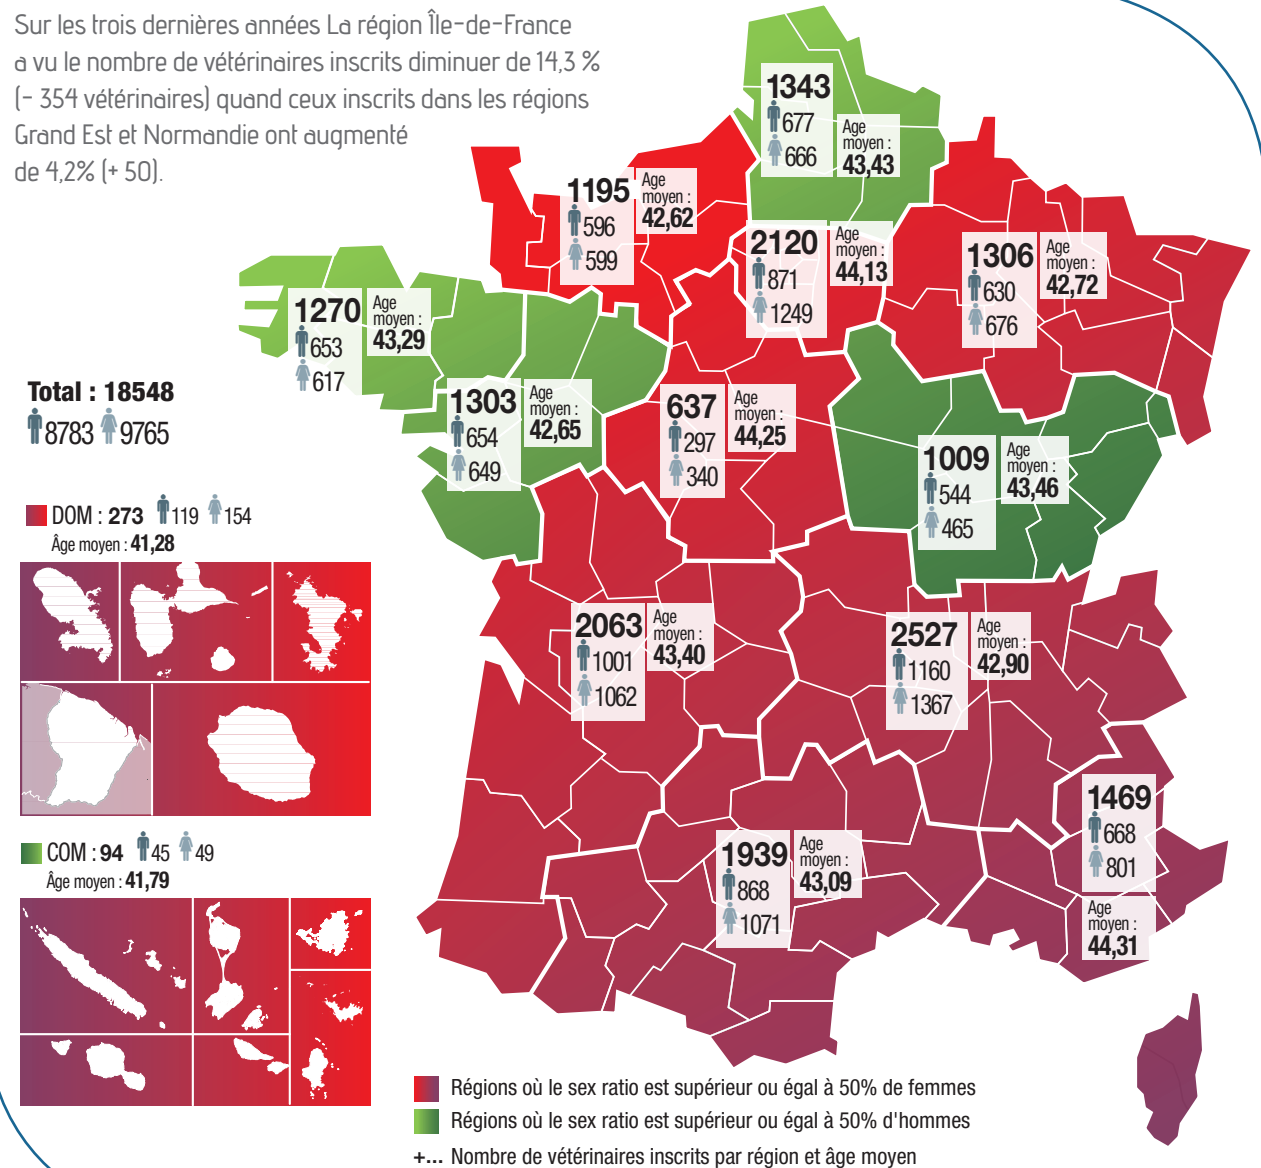 Sur les trois dernières années La région Île-de-France
a vu le nombre de vétérinaires inscrits diminuer de 14,3 %
(- 354 vétérinaires) quand ceux inscrits dans les régions
Grand Est et Normandie ont augmenté
de 4,2% (+ 50).
1343
677
666
Age
moyen :
43,43
1195
596
599
Age
moyen :
42,62
2120
871
1249
Age
moyen :
44,13
1306
630
676
Age
moyen :
42,72
1270
653
617
Age
moyen :
43,29
Total : 18548
8783 9765
1303
654
649
Age
moyen :
42,65
637
297
340
Age
moyen :
44,25
1009
544
465
Age
moyen :
43,46
DOM : 273 119 154
Âge moyen : 41,28
2063
1001
1062
Age
moyen :
43,40
2527
1160
1367
Age
moyen :
42,90
1469
668
801
Age
moyen :
44,31
COM : 94 45 49
Âge moyen : 41,79
1939
868
1071
Age
moyen :
43,09
Régions où le sex ratio est supérieur ou égal à 50% de femmes
Régions où le sex ratio est supérieur ou égal à 50% d'hommes
+... Nombre de vétérinaires inscrits par région et âge moyen